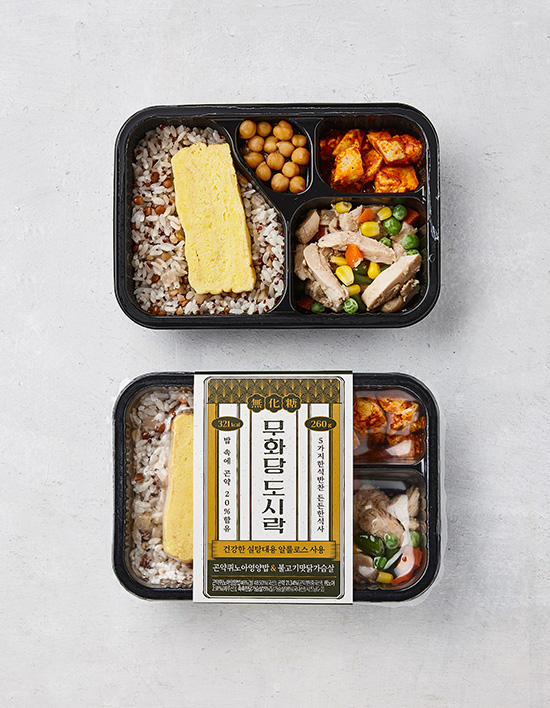 無化糖
321kcal
260g
무화당 도시락
밥 속에 곤약 20%함유
5가지한식반찬 든든한식사
건강한 설탕대용 알룰로스 사용
곤약퀴노아영양밥 & 불고기맛닭가슴살